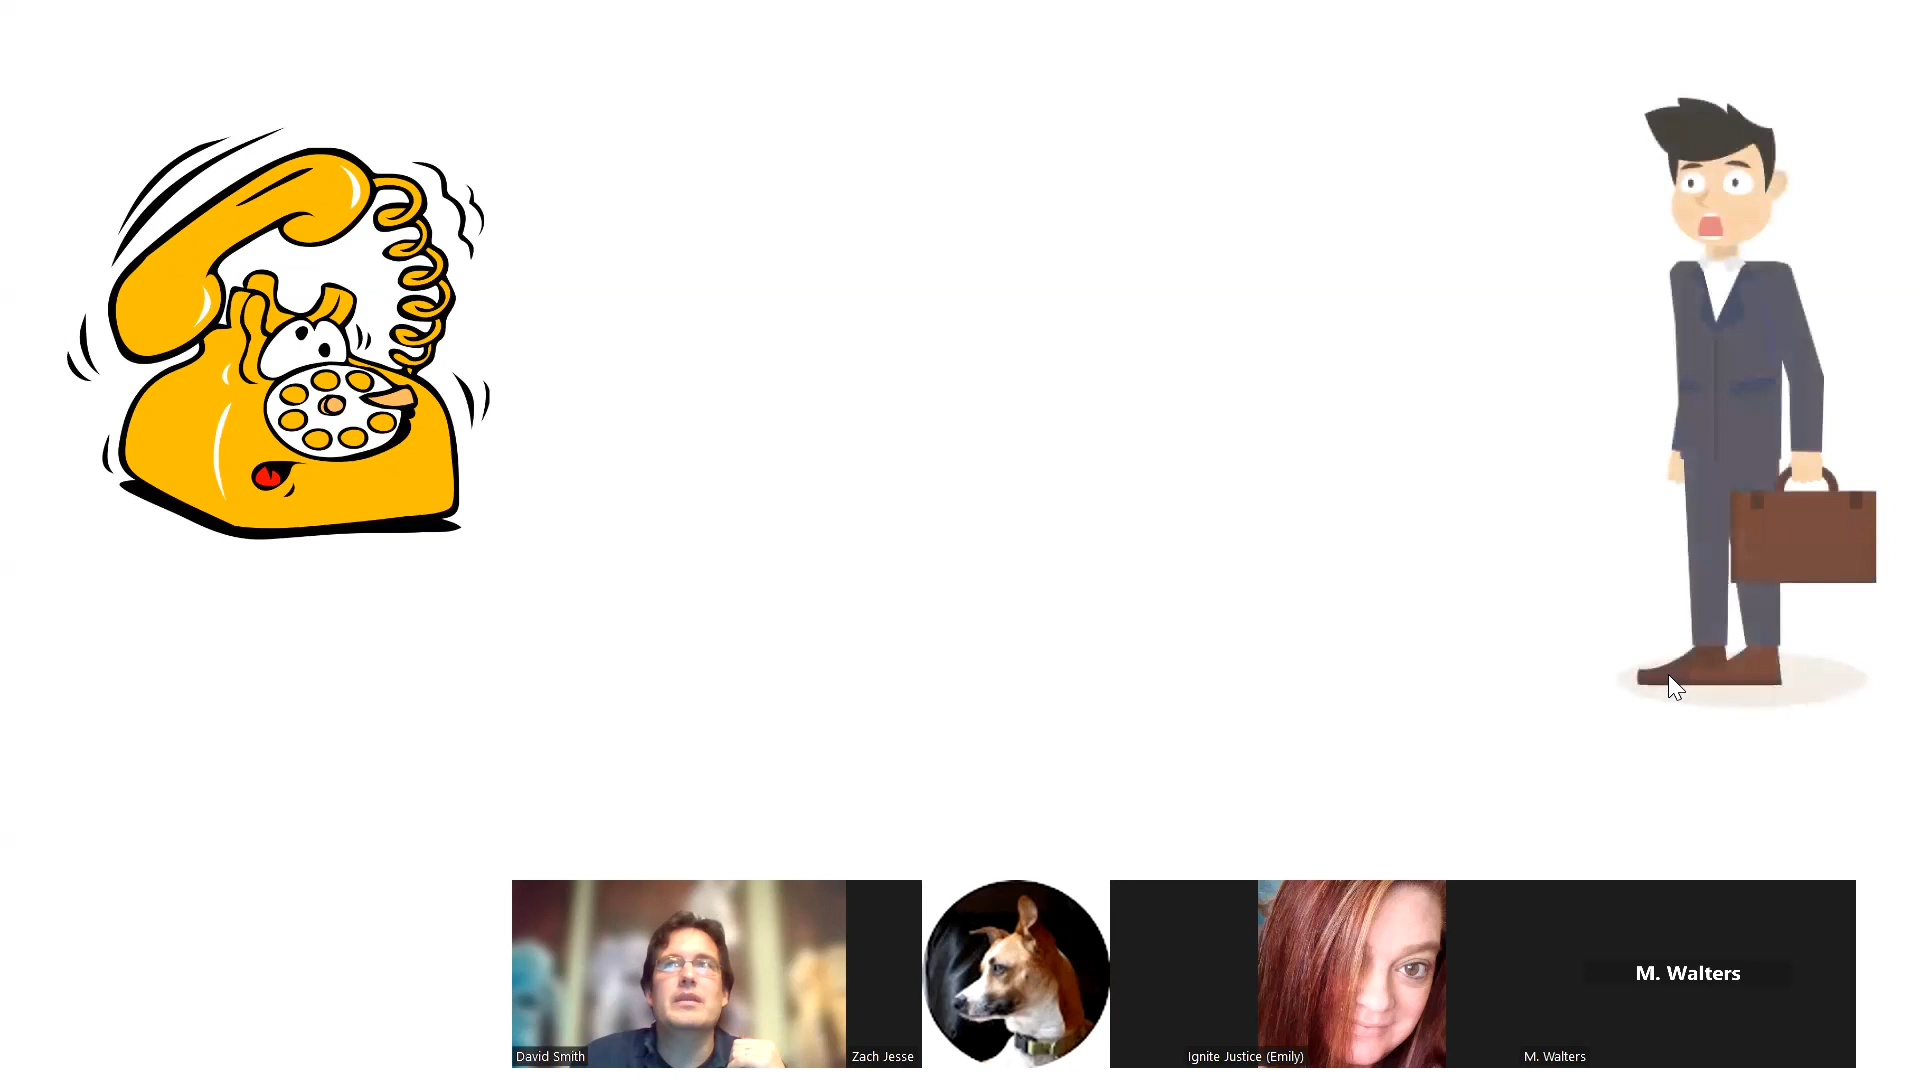 M. Walters
David Smith
Zach Jesse
Ignite Justice (Emily)
M. Walters